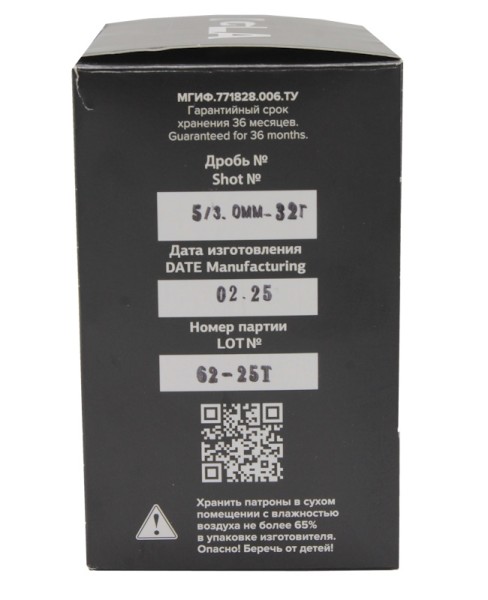 МГИФ.771828.006.ТУ
Гарантийный срок
хранения 36 месяцев.
Guaranteed for 36 months.
Дробь №
Shot №
5/3.0ММ-32Г
Дата изготовления
DATE Manufacturing
02.25
Номер партии
LOT №
62-25Т
Хранить патроны в сухом
помещении с влажностью
воздуха не более 65%
в упаковке изготовителя.
Опасно! Беречь от детей!